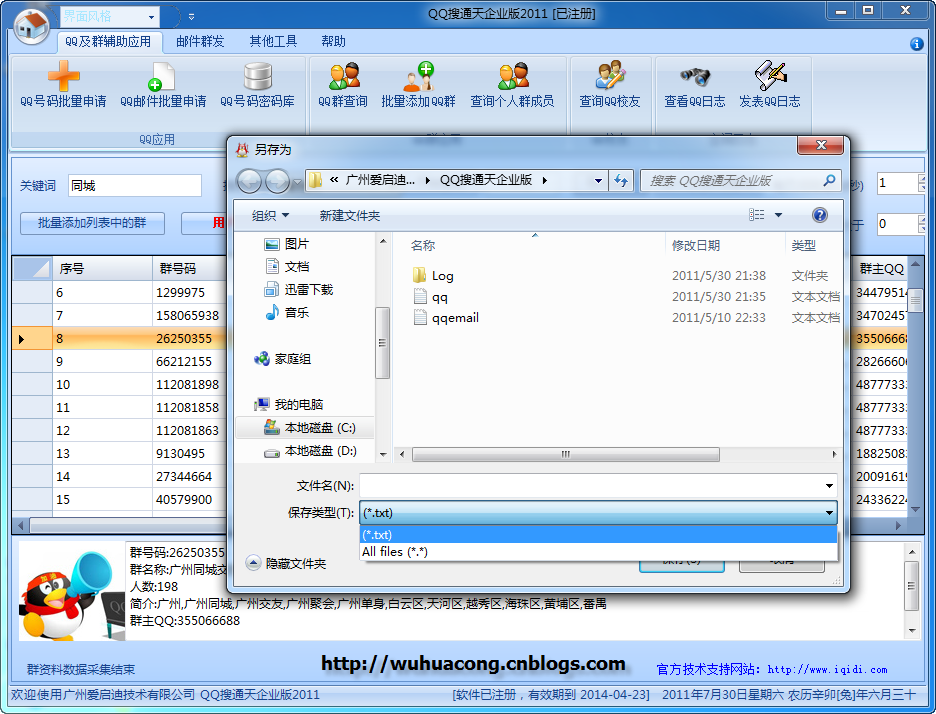 界面风格
QQ搜通天企业版2011 [已注册]
QQ及群辅助应用 邮件群发 其他工具 帮助
QQ号码批量申请 QQ邮件批量申请 QQ号码密码库 QQ群查询 批量添加QQ群 查询个人群成员 查询QQ校友 查看QQ日志 发表QQ日志
QQ应用
另存为
« 广州爱启迪... ▸ QQ搜通天企业版 ▸
搜索 QQ搜通天企业版
关键词 同城
1
批量添加列表中的群 用
于 0
组织 新建文件夹
名称 修改日期 类型
图片
文档
迅雷下载
音乐
家庭组
我的电脑
本地磁盘 (C:)
本地磁盘 (D:)
Log 2011/5/30 21:38 文件夹
qq 2011/5/30 21:35 文本文档
qqemail 2011/5/10 22:33 文本文档
文件名(N):
保存类型(T): (*.txt)
(*.txt)
All files (*.*)
隐藏文件夹
序号 群号码 群主QQ
6 1299975 34479514
7 158065938 3470245
8 26250355 35506668
9 66212155 2826606
10 112081898 4877733
11 112081858 4877733
12 112081863 4877733
13 9130495 1882508
14 27344664 2009161
15 40579900 2433622
群号码:26250355
群名称:广州同城交
人数:198
简介:广州,广州同城,广州交友,广州聚会,广州单身,白云区,天河区,越秀区,海珠区,黄埔区,番禺
群主QQ:355066688
群资料数据采集结束
http://wuhuacong.cnblogs.com
官方技术支持网站: http://www.iqidi.com
欢迎使用广州爱启迪技术有限公司 QQ搜通天企业版2011
[软件已注册，有效期到 2014-04-23]
2011年7月30日星期六 农历辛卯[兔]年六月三十